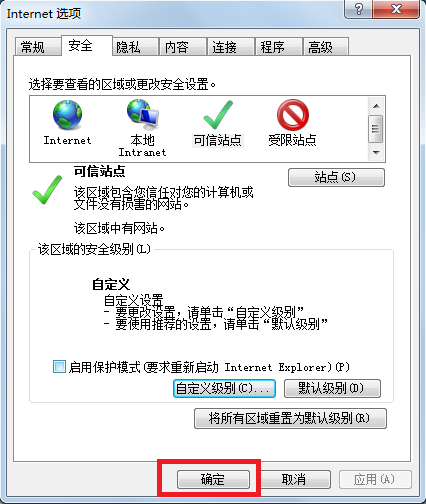 Internet 选项
常规 安全 隐私 内容 连接 程序 高级
选择要查看的区域或更改安全设置。
Internet 本地 Intranet 可信站点 受限站点
可信站点
该区域包含您信任对您的计算机或
文件没有损害的网站。
该区域中有网站。
站点(S)
该区域的安全级别(L)
自定义
自定义设置
- 要更改设置，请单击“自定义级别”
- 要使用推荐的设置，请单击“默认级别”
启用保护模式(要求重新启动 Internet Explorer)(P)
自定义级别(C)... 默认级别(D)
将所有区域重置为默认级别(R)
确定 取消 应用(A)